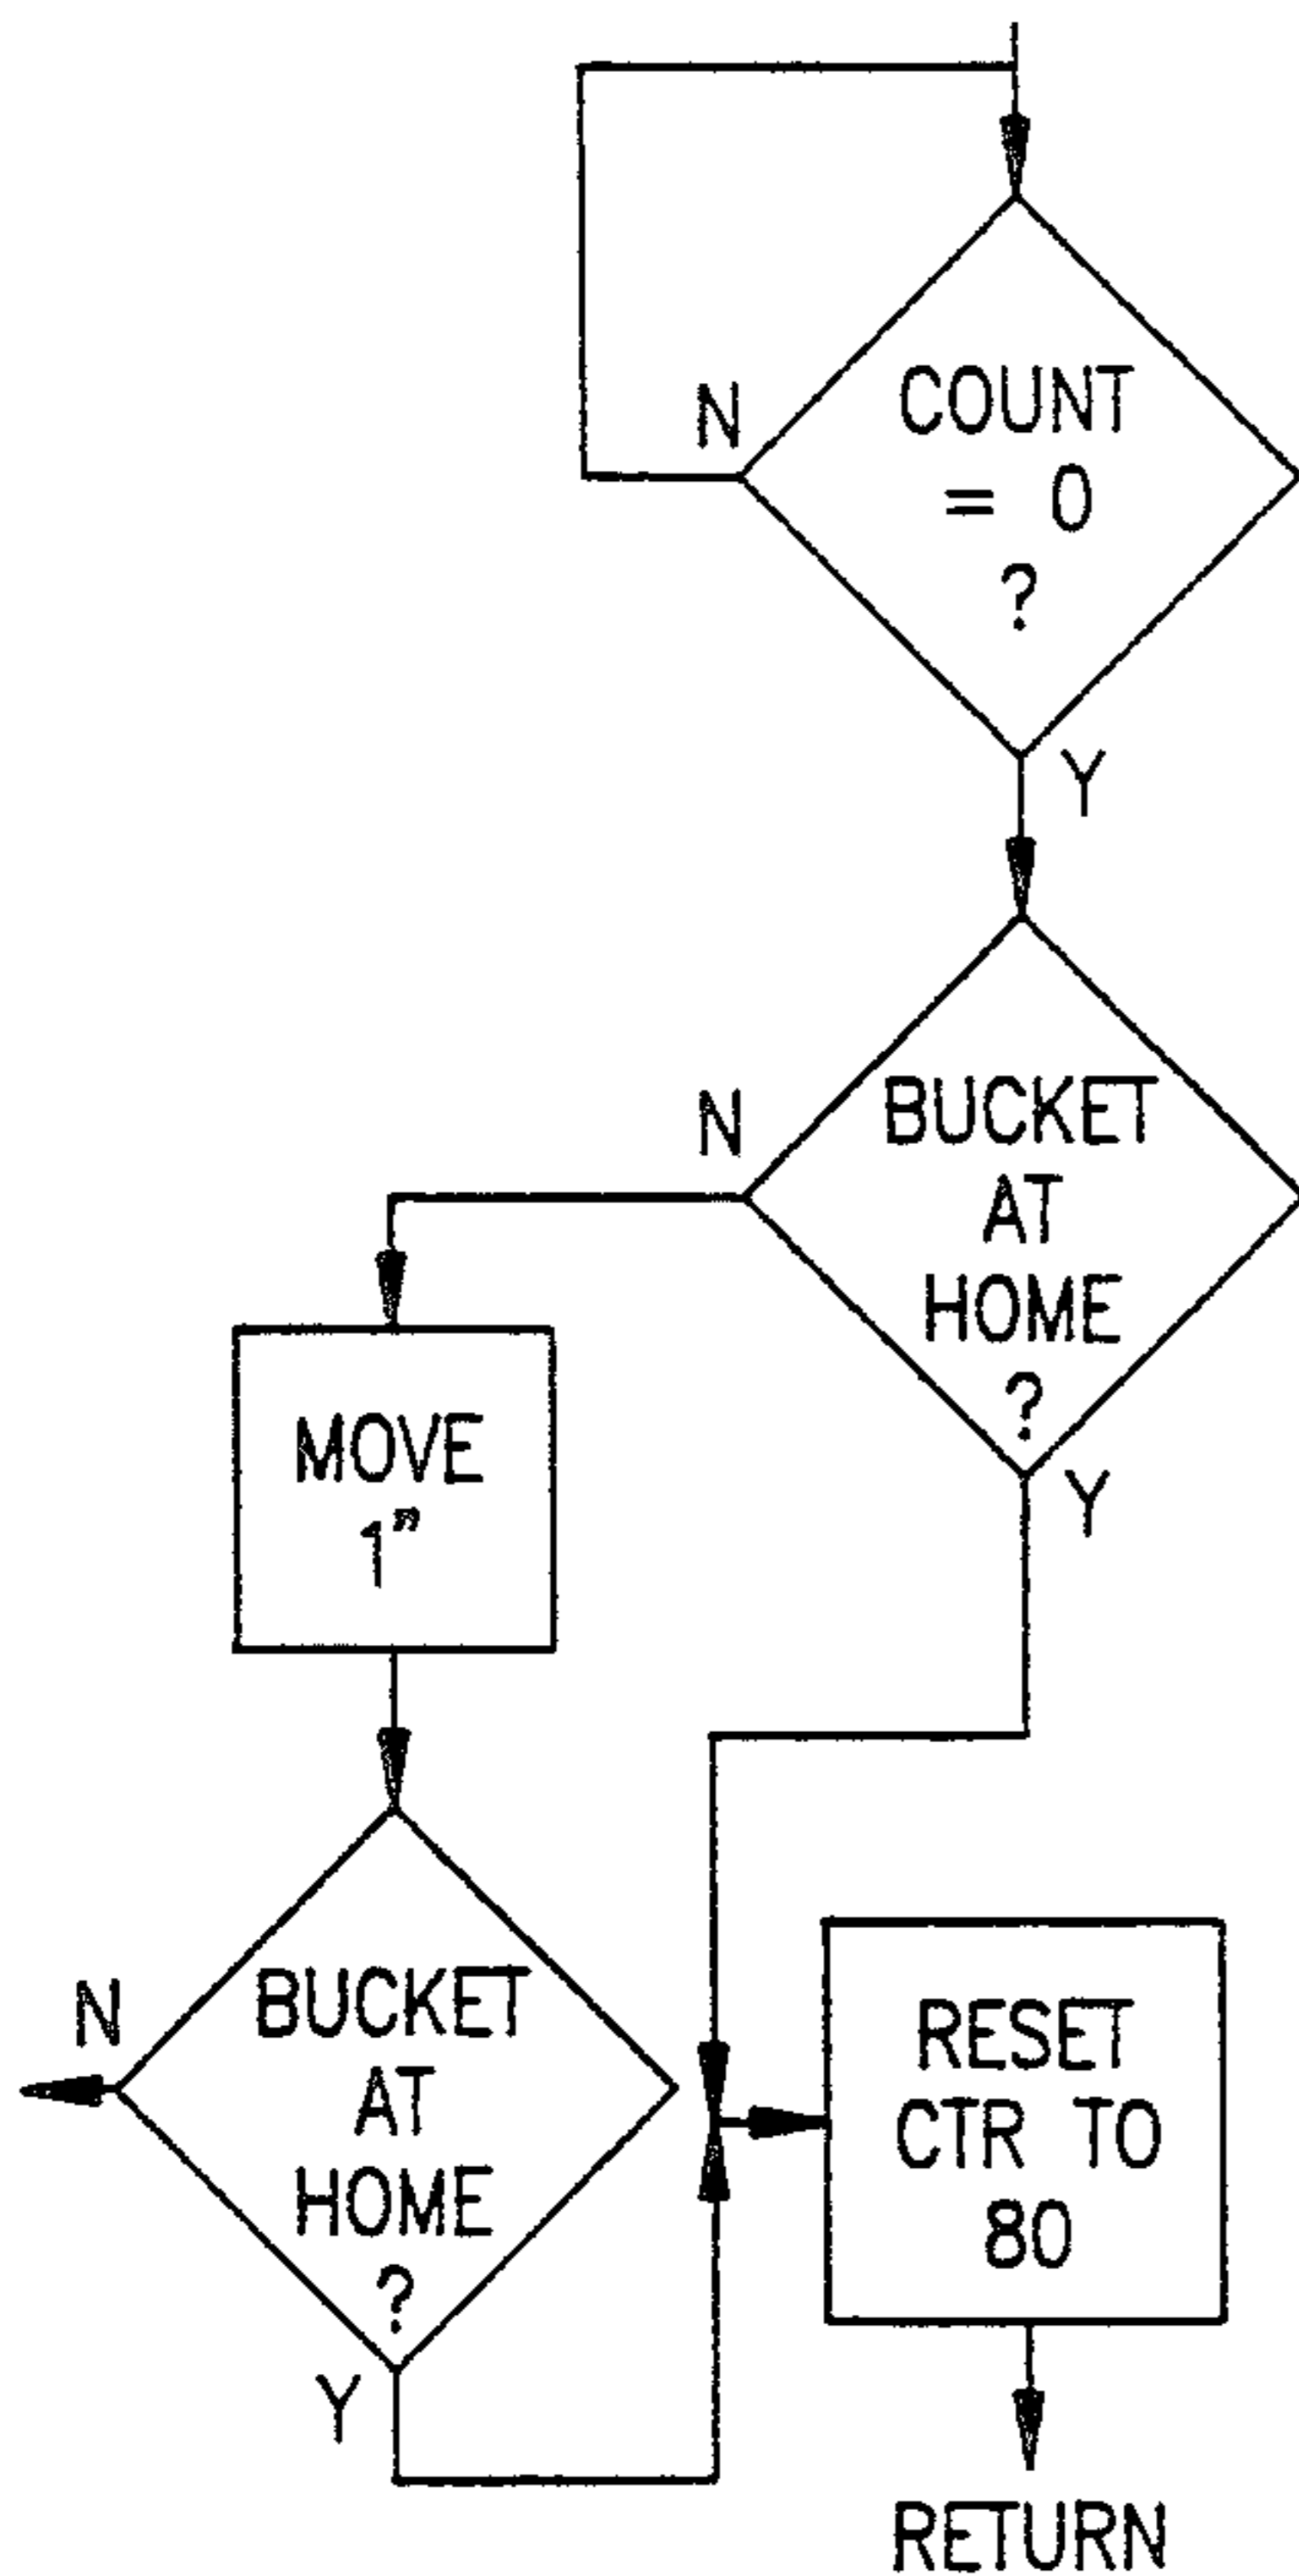 COUNT
= 0
?
N
Y
BUCKET
AT
HOME
?
N
Y
MOVE
1"
BUCKET
AT
HOME
?
N
Y
RESET
CTR TO
80
RETURN